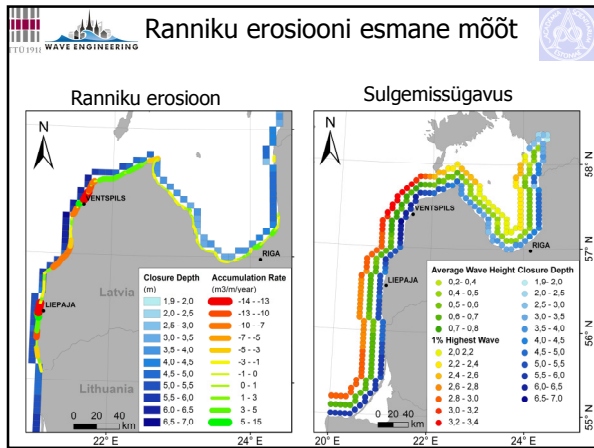 Ranniku erosiooni esmane mõõt
TTÜ 1918
WAVE ENGINEERING
Ranniku erosioon
Sulgemissügavus
N
VENTSPILS
RIGA
LIEPAJA
Latvia
Lithuania
Closure Depth
(m)
1,9 - 2,0
2,0 - 2,5
2,5 - 3,0
3,0 - 3,5
3,5 - 4,0
4,0 - 4,5
4,5 - 5,0
5,0 - 5,5
5,5 - 6,0
6,0 - 6,5
6,5 - 7,0
Accumulation Rate
(m3/m/year)
-14 - -13
-13 - -10
-10 - -7
-7 - -5
-5 - -3
-3 - -1
-1 - 0
0 - 1
1 - 3
3 - 5
5 - 15
0 20 40
km
22°E
24°E
N
VENTSPILS
RIGA
LIEPAJA
Average Wave Height
0,2- 0,4
0,4 - 0,5
0,5 - 0,6
0,6 - 0,7
0,7 - 0,8
1% Highest Wave
2,0 2,2
2,2 - 2,4
2,4 - 2,6
2,6 - 2,8
2,8 - 3,0
3,0 - 3,2
3,2 - 3,4
Closure Depth
1,9- 2,0
2,0 - 2,5
2,5 - 3,0
3,0 - 3,5
3,5 - 4,0
4,0 - 4,5
4,5 - 5,0
5,0 - 5,5
5,5 - 6,0
6,0- 6,5
6,5- 7,0
0 20 40
km
58°N
57°N
56°N
55°N
20°E
22°E
24°E